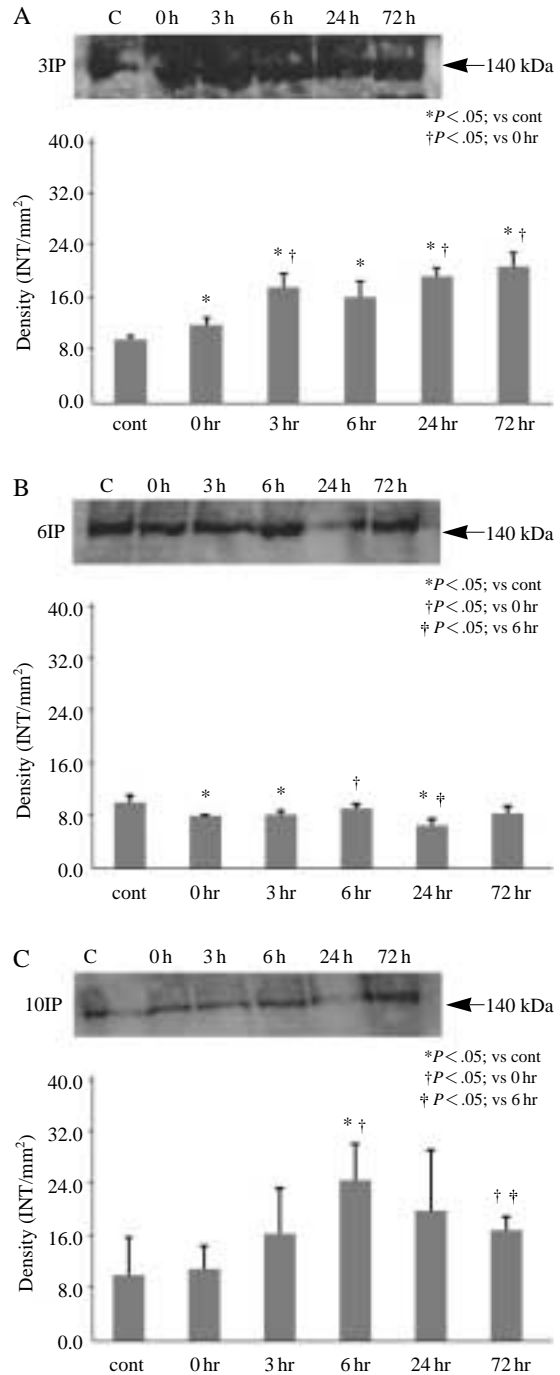 A
C 0 h 3 h 6 h 24 h 72 h
3IP
140 kDa
*P < .05; vs cont
†P < .05; vs 0 hr
40.0
32.0
24.0
16.0
8.0
0.0
Density (INT/mm²)
*
* †
*
* †
* †
cont 0 hr 3 hr 6 hr 24 hr 72 hr
B
C 0 h 3 h 6 h 24 h 72 h
6IP
140 kDa
*P < .05; vs cont
†P < .05; vs 0 hr
‡P < .05; vs 6 hr
40.0
32.0
24.0
16.0
8.0
0.0
Density (INT/mm²)
*
*
†
* ‡
cont 0 hr 3 hr 6 hr 24 hr 72 hr
C
C 0 h 3 h 6 h 24 h 72 h
10IP
140 kDa
*P < .05; vs cont
†P < .05; vs 0 hr
‡ P < .05; vs 6 hr
40.0
32.0
24.0
16.0
8.0
0.0
Density (INT/mm²)
* †
† ‡
cont 0 hr 3 hr 6 hr 24 hr 72 hr